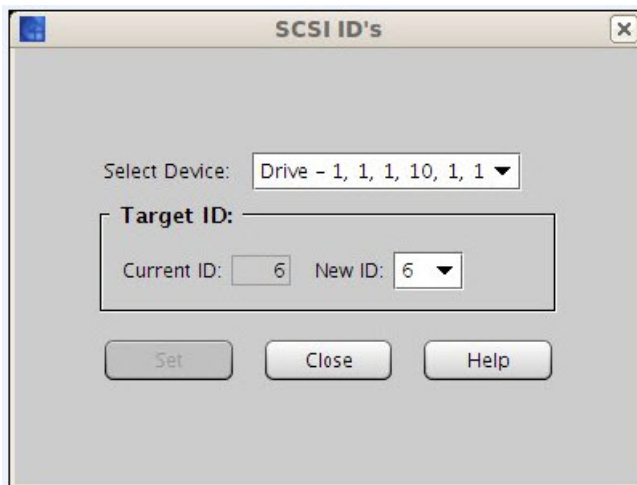 SCSI ID's
Select Device: Drive – 1, 1, 1, 10, 1, 1
Target ID:
Current ID: 6 New ID: 6
Set Close Help